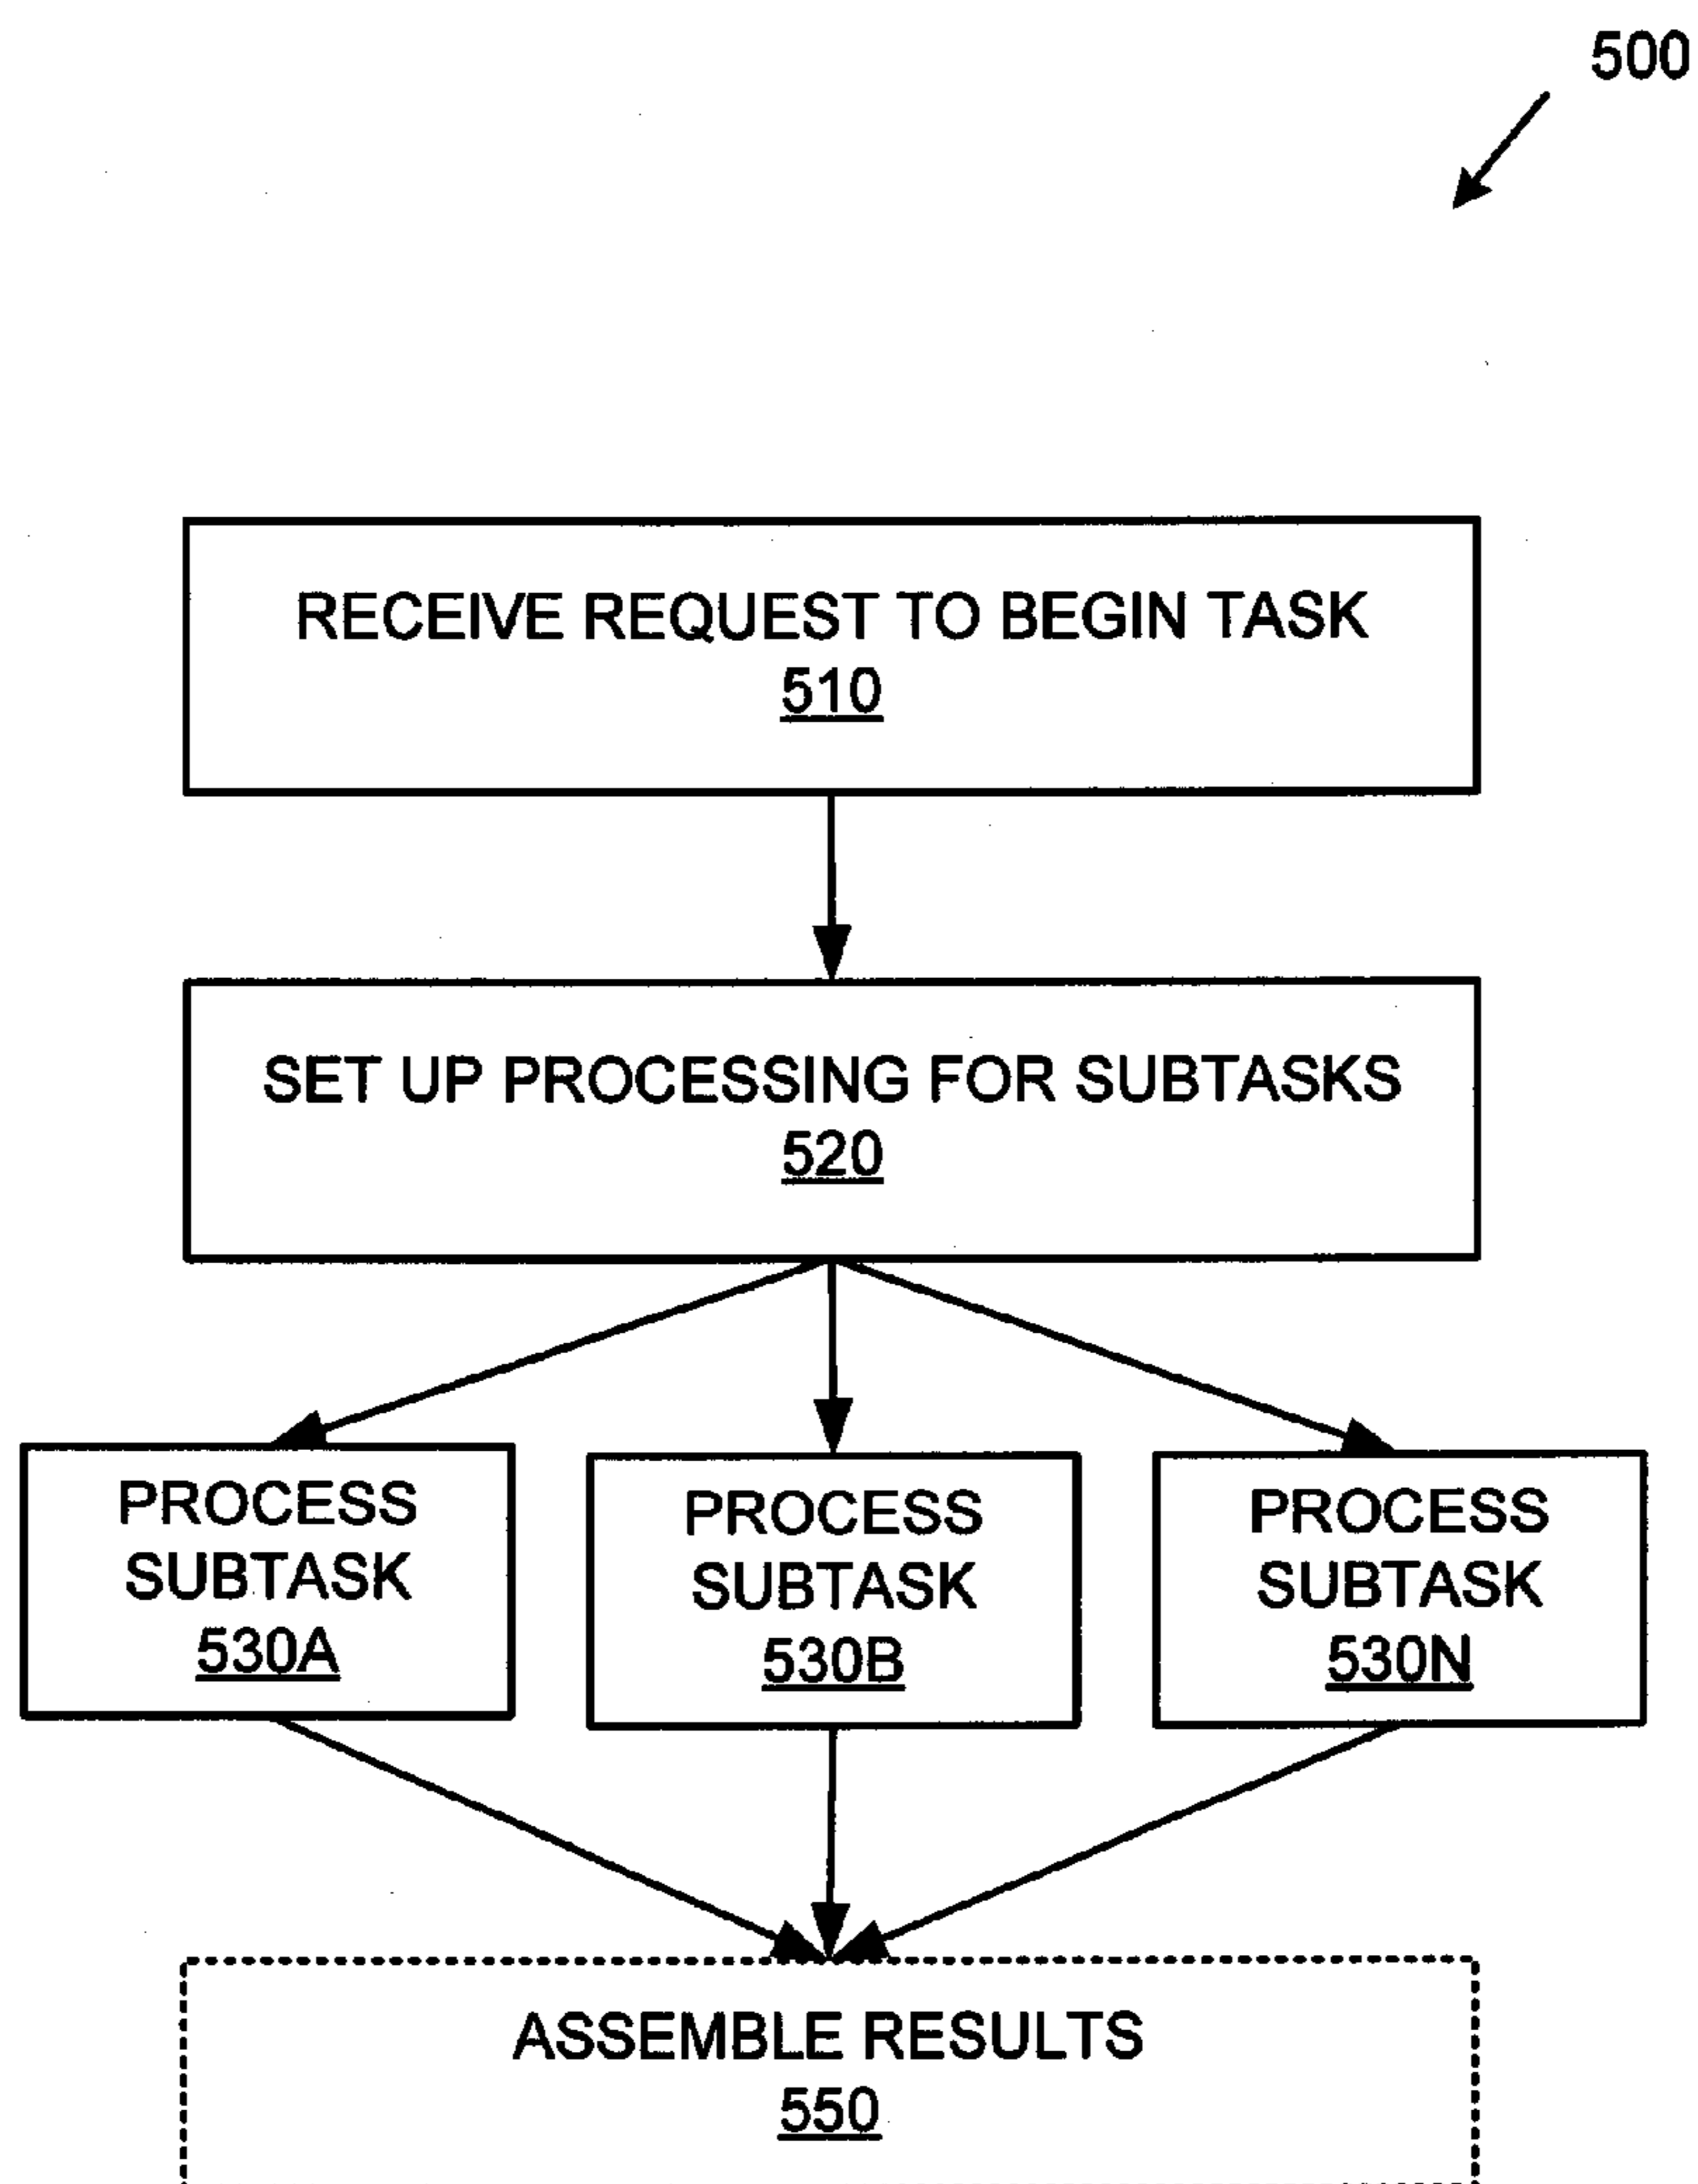 500
RECEIVE REQUEST TO BEGIN TASK
510
SET UP PROCESSING FOR SUBTASKS
520
PROCESS
SUBTASK
530A
PROCESS
SUBTASK
530B
PROCESS
SUBTASK
530N
ASSEMBLE RESULTS
550